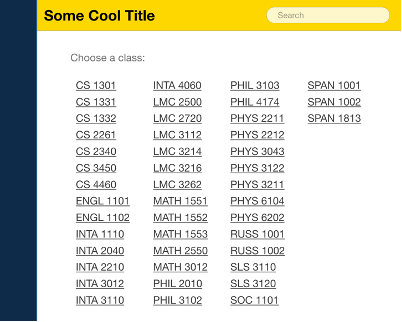 Some Cool Title
Search
Choose a class:
CS 1301
CS 1331
CS 1332
CS 2261
CS 2340
CS 3450
CS 4460
ENGL 1101
ENGL 1102
INTA 1110
INTA 2040
INTA 2210
INTA 3012
INTA 3110
INTA 4060
LMC 2500
LMC 2720
LMC 3112
LMC 3214
LMC 3216
LMC 3262
MATH 1551
MATH 1552
MATH 1553
MATH 2550
MATH 3012
PHIL 2010
PHIL 3102
PHIL 3103
PHIL 4174
PHYS 2211
PHYS 2212
PHYS 3043
PHYS 3122
PHYS 3211
PHYS 6104
PHYS 6202
RUSS 1001
RUSS 1002
SLS 3110
SLS 3120
SOC 1101
SPAN 1001
SPAN 1002
SPAN 1813